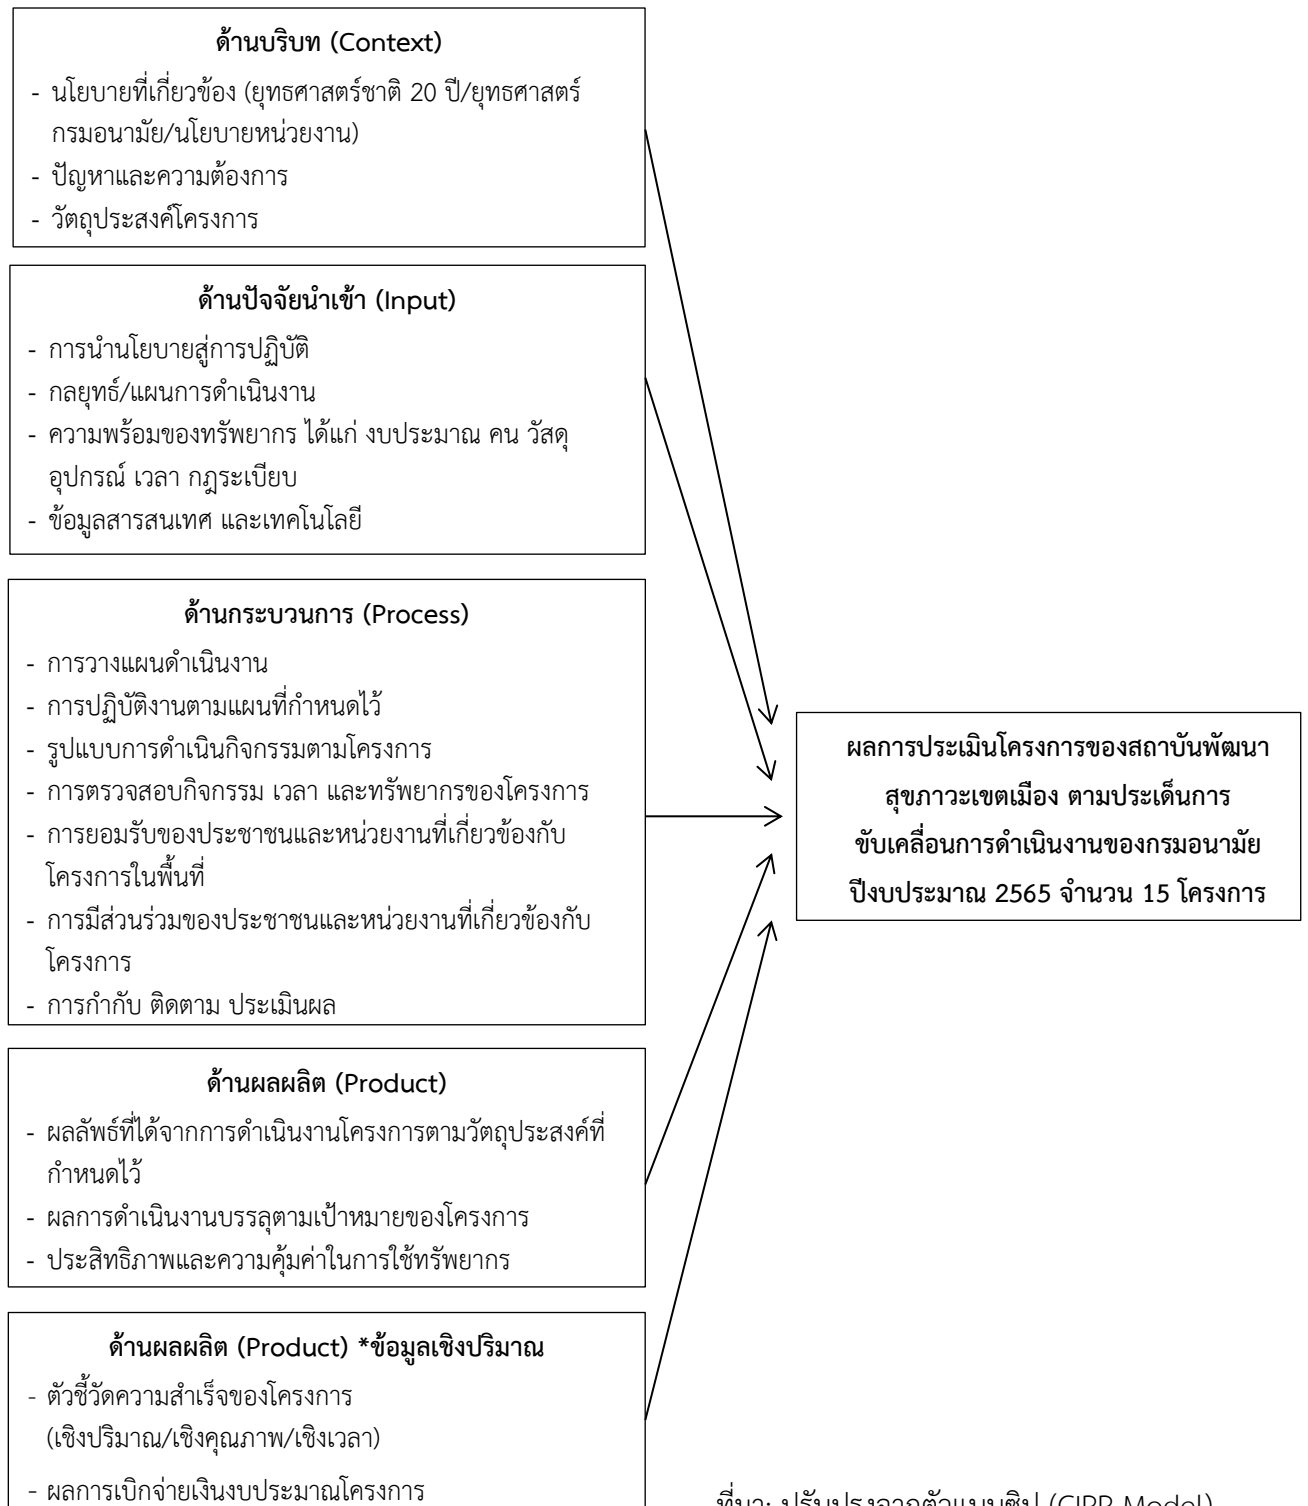 ด้านบริบท (Context)
- นโยบายที่เกี่ยวข้อง (ยุทธศาสตร์ชาติ 20 ปี/ยุทธศาสตร์
กรมอนามัย/นโยบายหน่วยงาน)
- ปัญหาและความต้องการ
- วัตถุประสงค์โครงการ
ด้านปัจจัยนำเข้า (Input)
- การนำนโยบายสู่การปฏิบัติ
- กลยุทธ์/แผนการดำเนินงาน
- ความพร้อมของทรัพยากร ได้แก่ งบประมาณ คน วัสดุ
อุปกรณ์ เวลา กฎระเบียบ
- ข้อมูลสารสนเทศ และเทคโนโลยี
ด้านกระบวนการ (Process)
- การวางแผนดำเนินงาน
- การปฏิบัติงานตามแผนที่กำหนดไว้
- รูปแบบการดำเนินกิจกรรมตามโครงการ
- การตรวจสอบกิจกรรม เวลา และทรัพยากรของโครงการ
- การยอมรับของประชาชนและหน่วยงานที่เกี่ยวข้องกับ
โครงการในพื้นที่
- การมีส่วนร่วมของประชาชนและหน่วยงานที่เกี่ยวข้องกับ
โครงการ
- การกำกับ ติดตาม ประเมินผล
ผลการประเมินโครงการของสถาบันพัฒนา
สุขภาวะเขตเมือง ตามประเด็นการ
ขับเคลื่อนการดำเนินงานของกรมอนามัย
ปีงบประมาณ 2565 จำนวน 15 โครงการ
ด้านผลผลิต (Product)
- ผลลัพธ์ที่ได้จากการดำเนินงานโครงการตามวัตถุประสงค์ที่
กำหนดไว้
- ผลการดำเนินงานบรรลุตามเป้าหมายของโครงการ
- ประสิทธิภาพและความคุ้มค่าในการใช้ทรัพยากร
ด้านผลผลิต (Product) *ข้อมูลเชิงปริมาณ
- ตัวชี้วัดความสำเร็จของโครงการ
(เชิงปริมาณ/เชิงคุณภาพ/เชิงเวลา)
- ผลการเบิกจ่ายเงินงบประมาณโครงการ
ที่มา: ปรับปรุงจากตัวแบบซิป (CIPP Model)